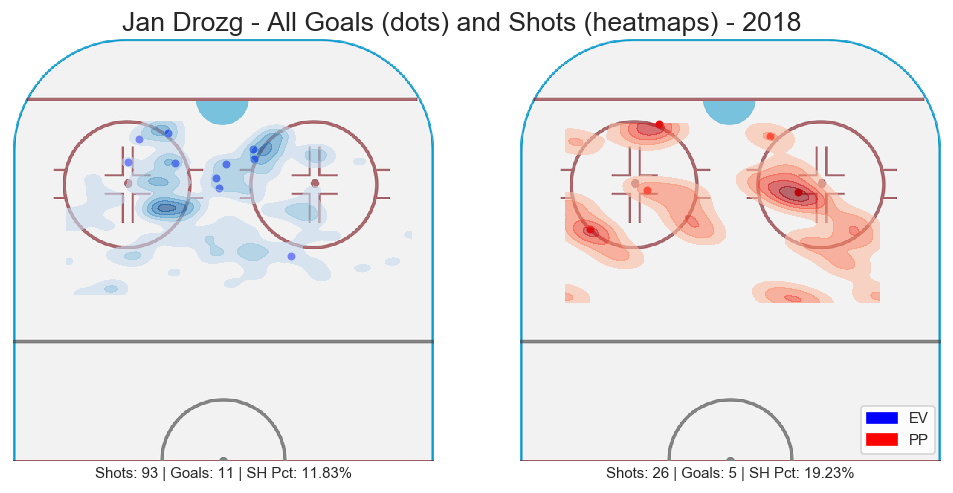 Jan Drozg - All Goals (dots) and Shots (heatmaps) - 2018
EV
PP
Shots: 93 | Goals: 11 | SH Pct: 11.83%
Shots: 26 | Goals: 5 | SH Pct: 19.23%